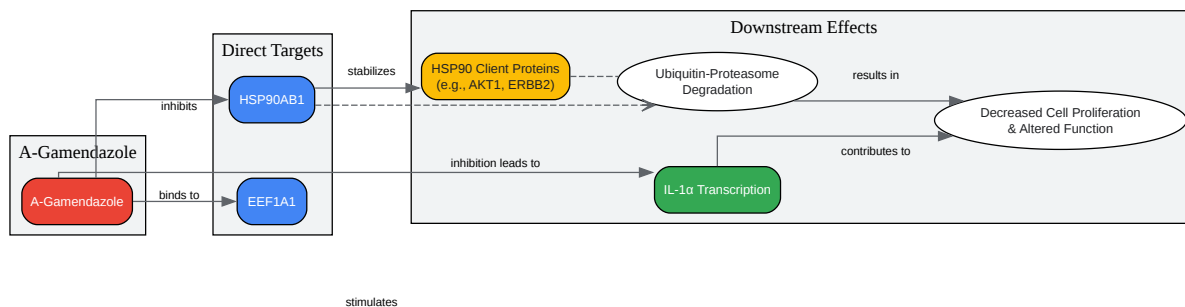 Downstream Effects
Direct Targets
HSP90 Client Proteins
(e.g., AKT1, ERBB2)
stabilizes
Ubiquitin-Proteasome
Degradation
results in
HSP90AB1
inhibits
Decreased Cell Proliferation
& Altered Function
A-Gamendazole
inhibition leads to
contributes to
IL-1α Transcription
A-Gamendazole
binds to
EEF1A1
stimulates